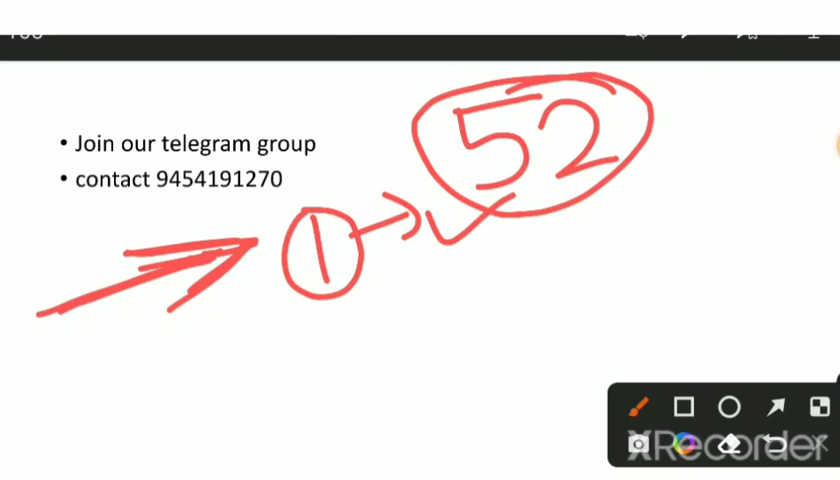 52
• Join our telegram group
• contact 9454191270
1
XRecorder